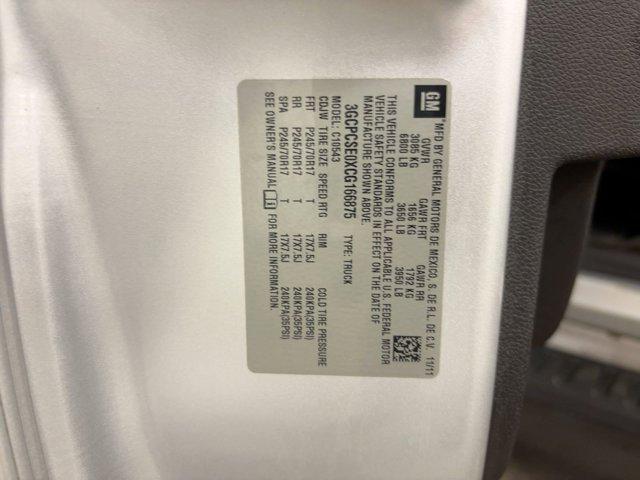 GM MFD BY GENERAL MOTORS DE MEXICO, S. DE R.L. DE C.V. 11/11
GVWR GAWR FRT GAWR RR
3085 KG 1656 KG 1792 KG
6800 LB 3650 LB 3950 LB
THIS VEHICLE CONFORMS TO ALL APPLICABLE U.S. FEDERAL MOTOR
VEHICLE SAFETY STANDARDS IN EFFECT ON THE DATE OF
MANUFACTURE SHOWN ABOVE.
3GCPCSE0XCG166875 TYPE: TRUCK
MODEL: C10543
CDJW TIRE SIZE SPEED RTG RIM COLD TIRE PRESSURE
FRT P245/70R17 T 17X7.5J 240KPA(35PSI)
RR P245/70R17 T 17X7.5J 240KPA(35PSI)
SPA P245/70R17 T 17X7.5J 240KPA(35PSI)
SEE OWNER'S MANUAL FOR MORE INFORMATION.